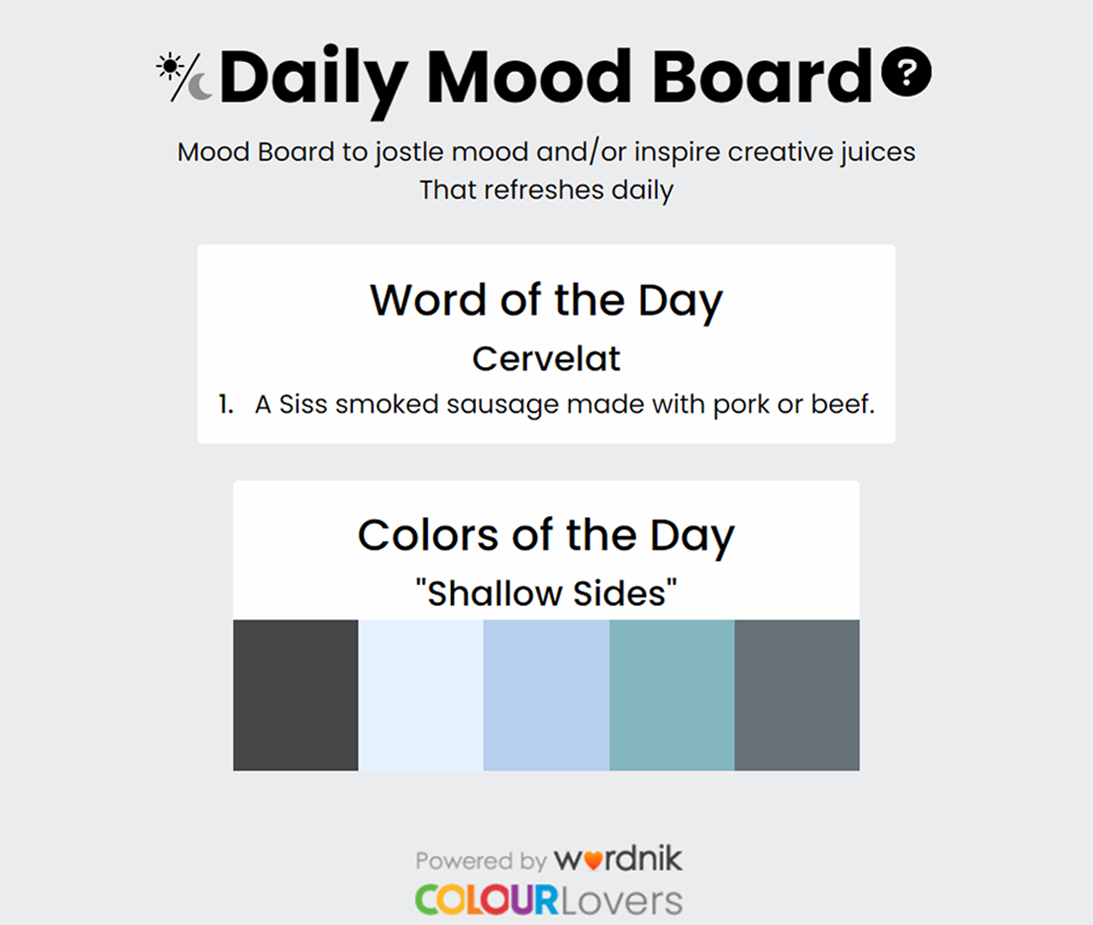 Daily Mood Board?
Mood Board to jostle mood and/or inspire creative juices
That refreshes daily
Word of the Day
Cervelat
1. A Siss smoked sausage made with pork or beef.
Colors of the Day
"Shallow Sides"
Powered by wordnik
COLOURLovers